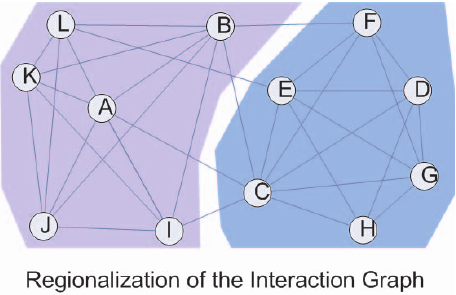 L
B
F
K
E
D
A
G
C
J
I
H
Regionalization of the Interaction Graph